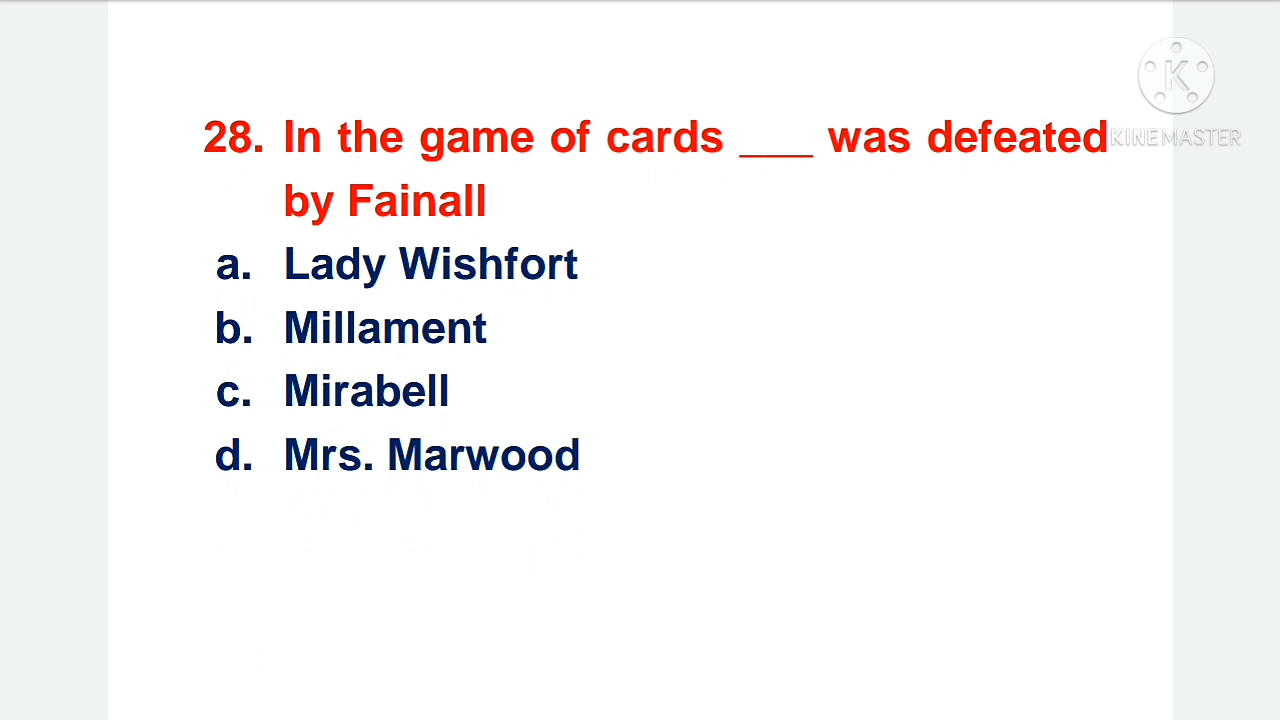 28. In the game of cards ___ was defeated
by Fainall
a. Lady Wishfort
b. Millament
c. Mirabell
d. Mrs. Marwood
K
KINEMASTER